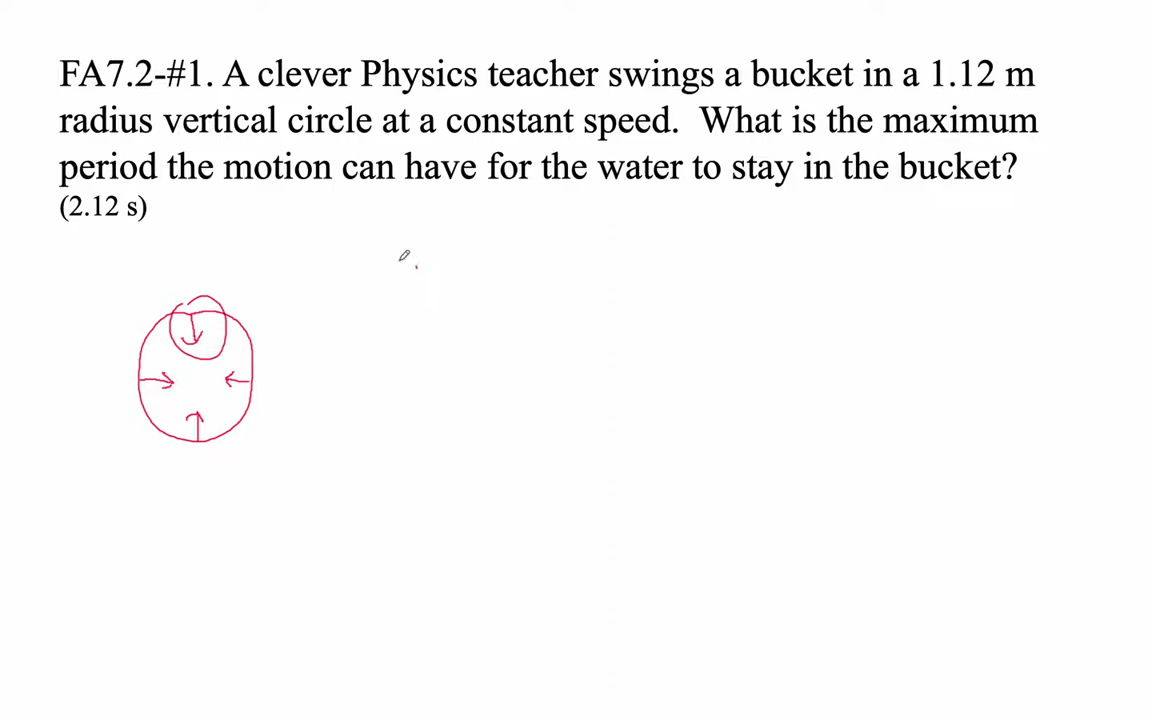 FA7.2-#1. A clever Physics teacher swings a bucket in a 1.12 m
radius vertical circle at a constant speed.  What is the maximum
period the motion can have for the water to stay in the bucket?
(2.12 s)